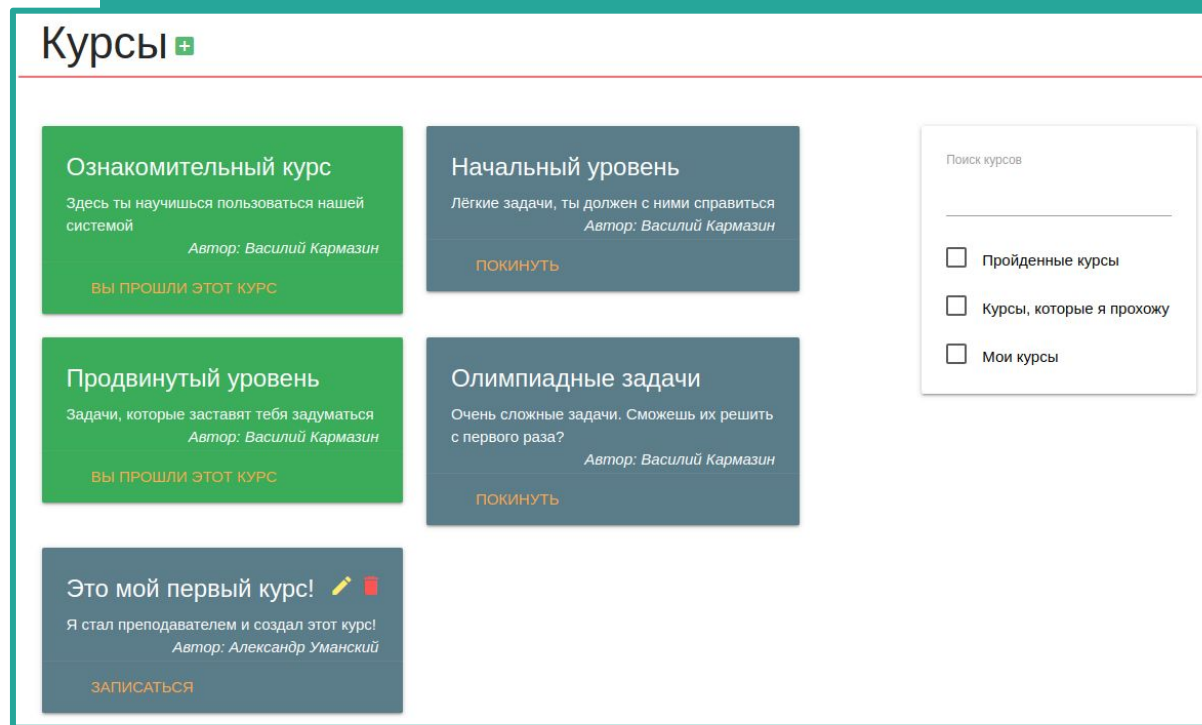 Курсы
Ознакомительный курс
Здесь ты научишься пользоваться нашей
системой
Автор: Василий Кармазин
ВЫ ПРОШЛИ ЭТОТ КУРС
Начальный уровень
Лёгкие задачи, ты должен с ними справиться
Автор: Василий Кармазин
ПОКИНУТЬ
Продвинутый уровень
Задачи, которые заставят тебя задуматься
Автор: Василий Кармазин
ВЫ ПРОШЛИ ЭТОТ КУРС
Олимпиадные задачи
Очень сложные задачи. Сможешь их решить
с первого раза?
Автор: Василий Кармазин
ПОКИНУТЬ
Это мой первый курс!
Я стал преподавателем и создал этот курс!
Автор: Александр Уманский
ЗАПИСАТЬСЯ
Поиск курсов
Пройденные курсы
Курсы, которые я прохожу
Мои курсы